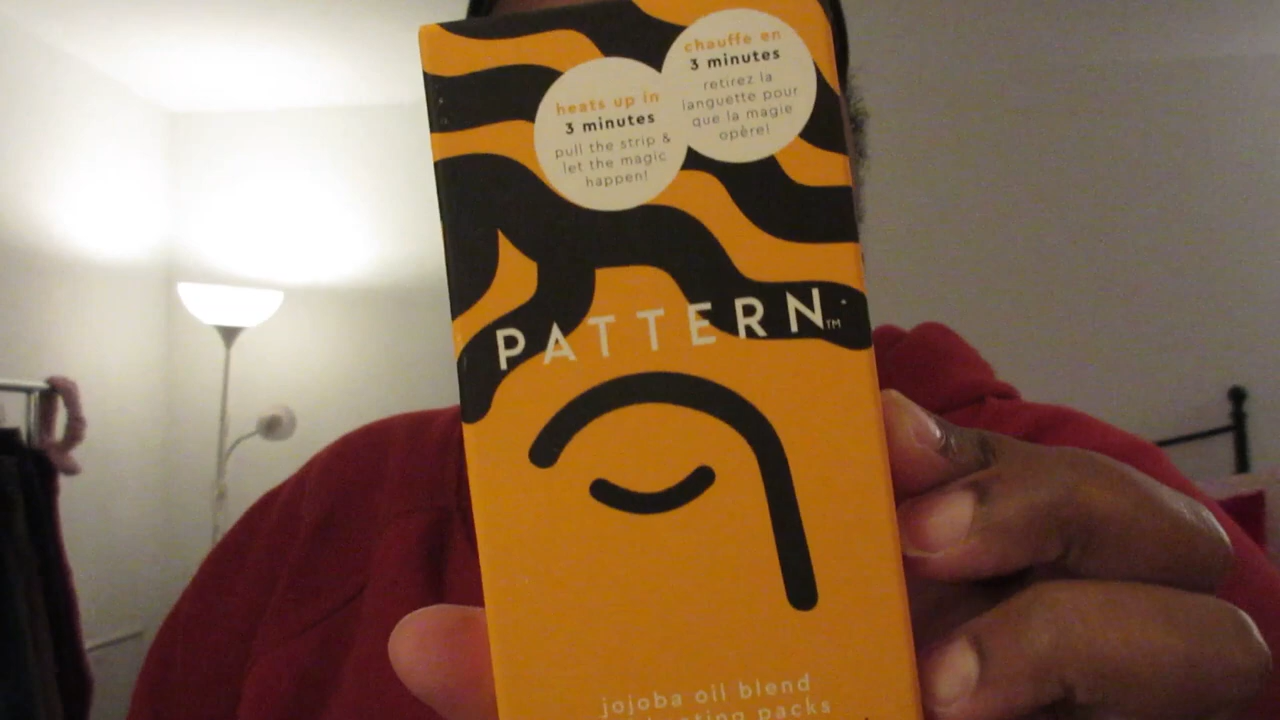 heats up in
3 minutes
pull the strip &
let the magic
happen!
chauffe en
3 minutes
retirez la
languette pour
que la magie
opère!
PATTERN™
jojoba oil blend
packs